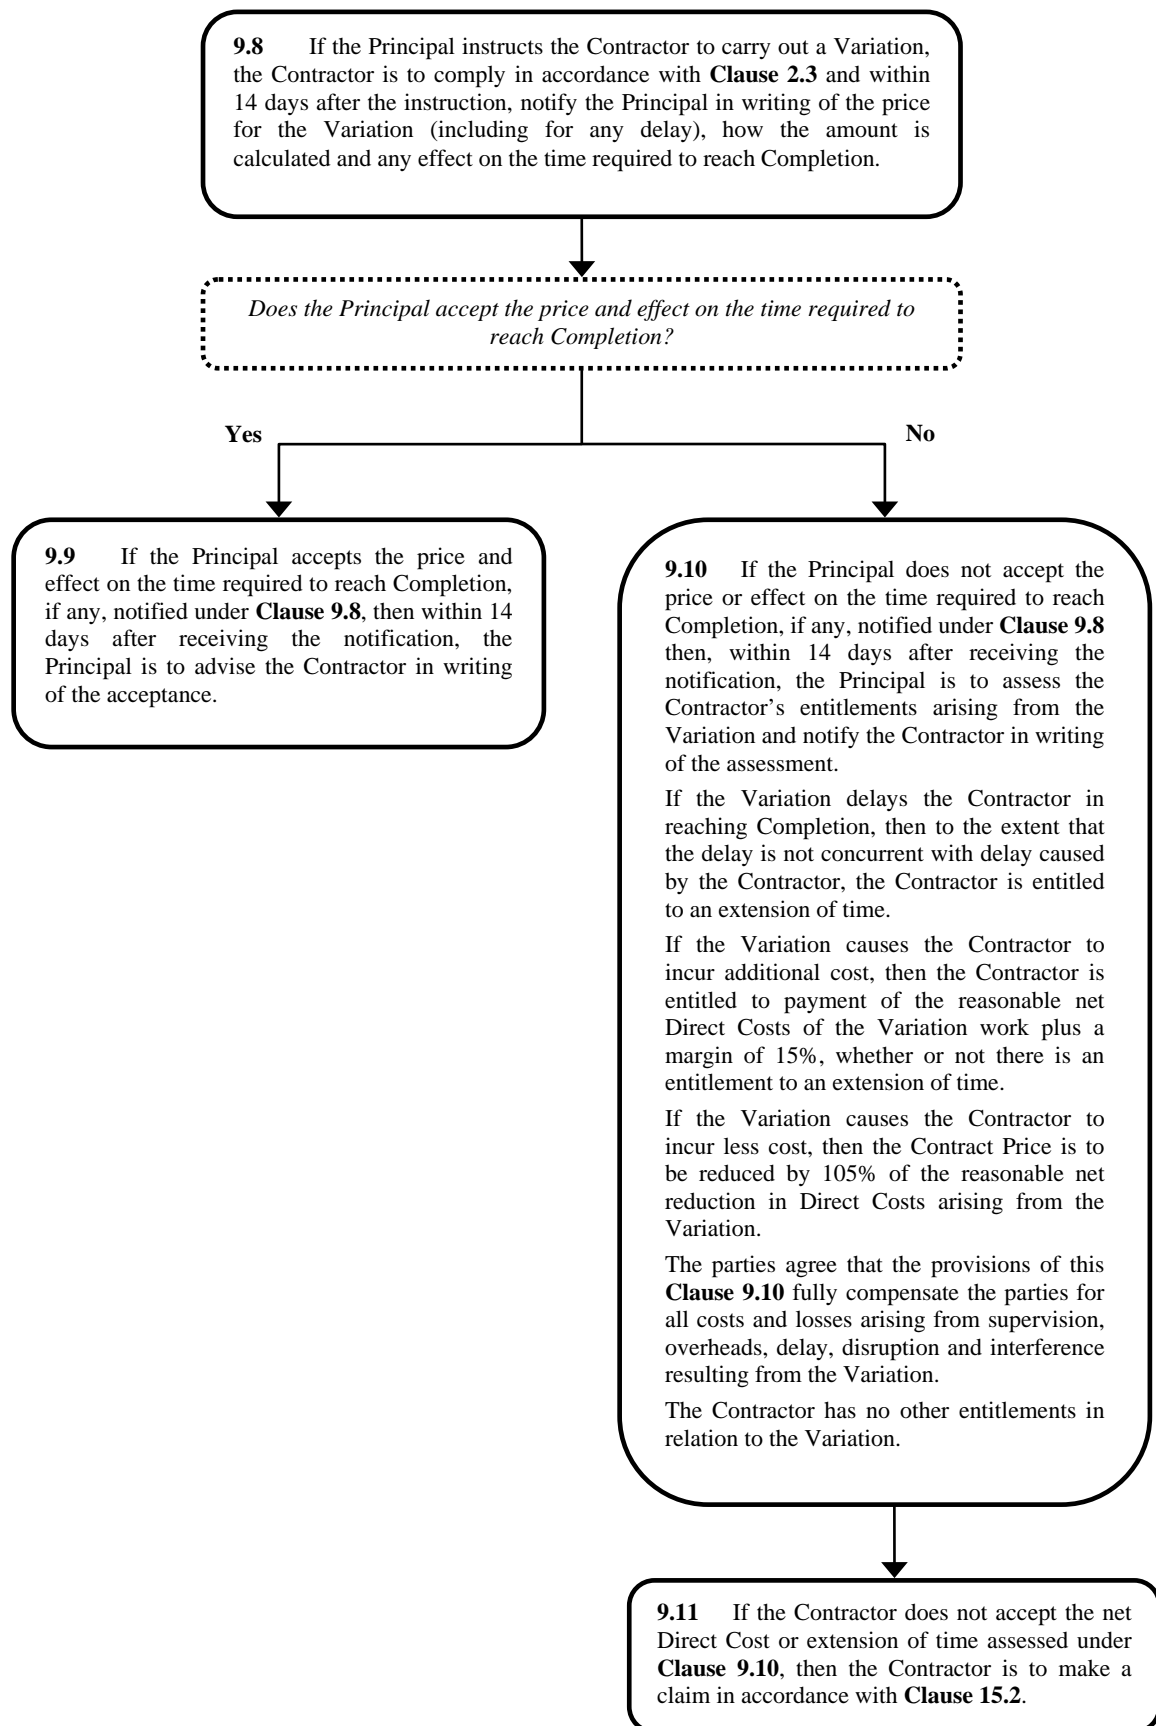 9.8 If the Principal instructs the Contractor to carry out a Variation,
the Contractor is to comply in accordance with Clause 2.3 and within
14 days after the instruction, notify the Principal in writing of the price
for the Variation (including for any delay), how the amount is
calculated and any effect on the time required to reach Completion.
Does the Principal accept the price and effect on the time required to
reach Completion?
Yes
No
9.9 If the Principal accepts the price and
effect on the time required to reach Completion,
if any, notified under Clause 9.8, then within 14
days after receiving the notification, the
Principal is to advise the Contractor in writing
of the acceptance.
9.10 If the Principal does not accept the
price or effect on the time required to reach
Completion, if any, notified under Clause 9.8
then, within 14 days after receiving the
notification, the Principal is to assess the
Contractor’s entitlements arising from the
Variation and notify the Contractor in writing
of the assessment.
If the Variation delays the Contractor in
reaching Completion, then to the extent that
the delay is not concurrent with delay caused
by the Contractor, the Contractor is entitled
to an extension of time.
If the Variation causes the Contractor to
incur additional cost, then the Contractor is
entitled to payment of the reasonable net
Direct Costs of the Variation work plus a
margin of 15%, whether or not there is an
entitlement to an extension of time.
If the Variation causes the Contractor to
incur less cost, then the Contract Price is to
be reduced by 105% of the reasonable net
reduction in Direct Costs arising from the
Variation.
The parties agree that the provisions of this
Clause 9.10 fully compensate the parties for
all costs and losses arising from supervision,
overheads, delay, disruption and interference
resulting from the Variation.
The Contractor has no other entitlements in
relation to the Variation.
9.11 If the Contractor does not accept the net
Direct Cost or extension of time assessed under
Clause 9.10, then the Contractor is to make a
claim in accordance with Clause 15.2.